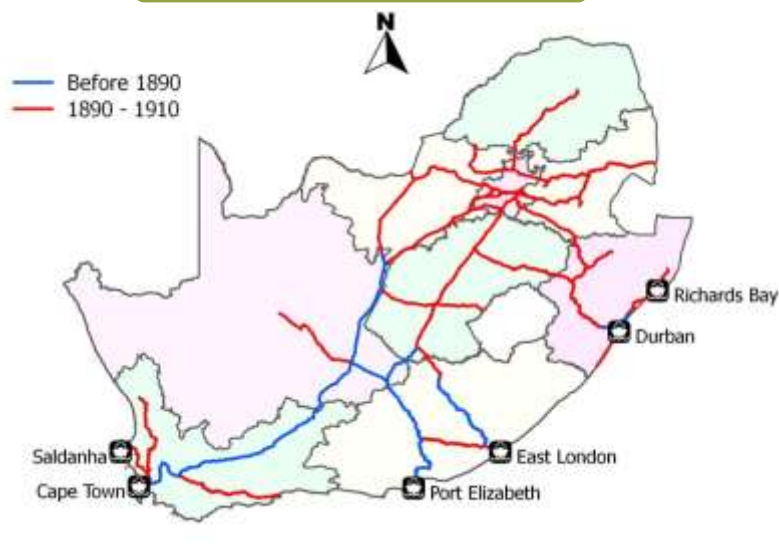 N
Before 1890
1890 - 1910
Richards Bay
Durban
Saldanha
East London
Cape Town
Port Elizabeth